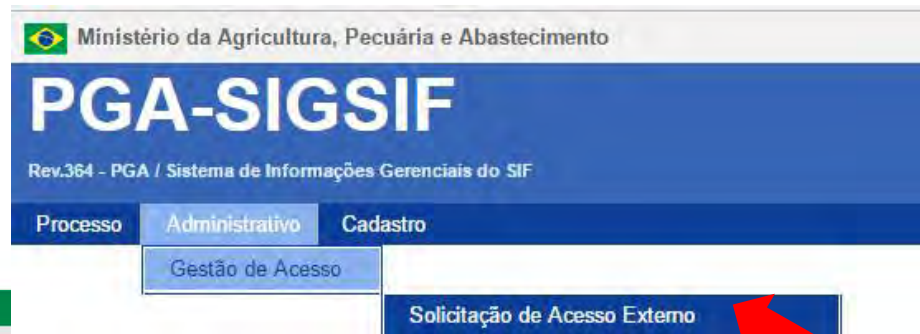 Ministério da Agricultura, Pecuária e Abastecimento
PGA-SIGSIF
Rev.364 - PGA / Sistema de Informações Gerenciais do SIF
Processo Administrativo Cadastro
Gestão de Acesso
Solicitação de Acesso Externo